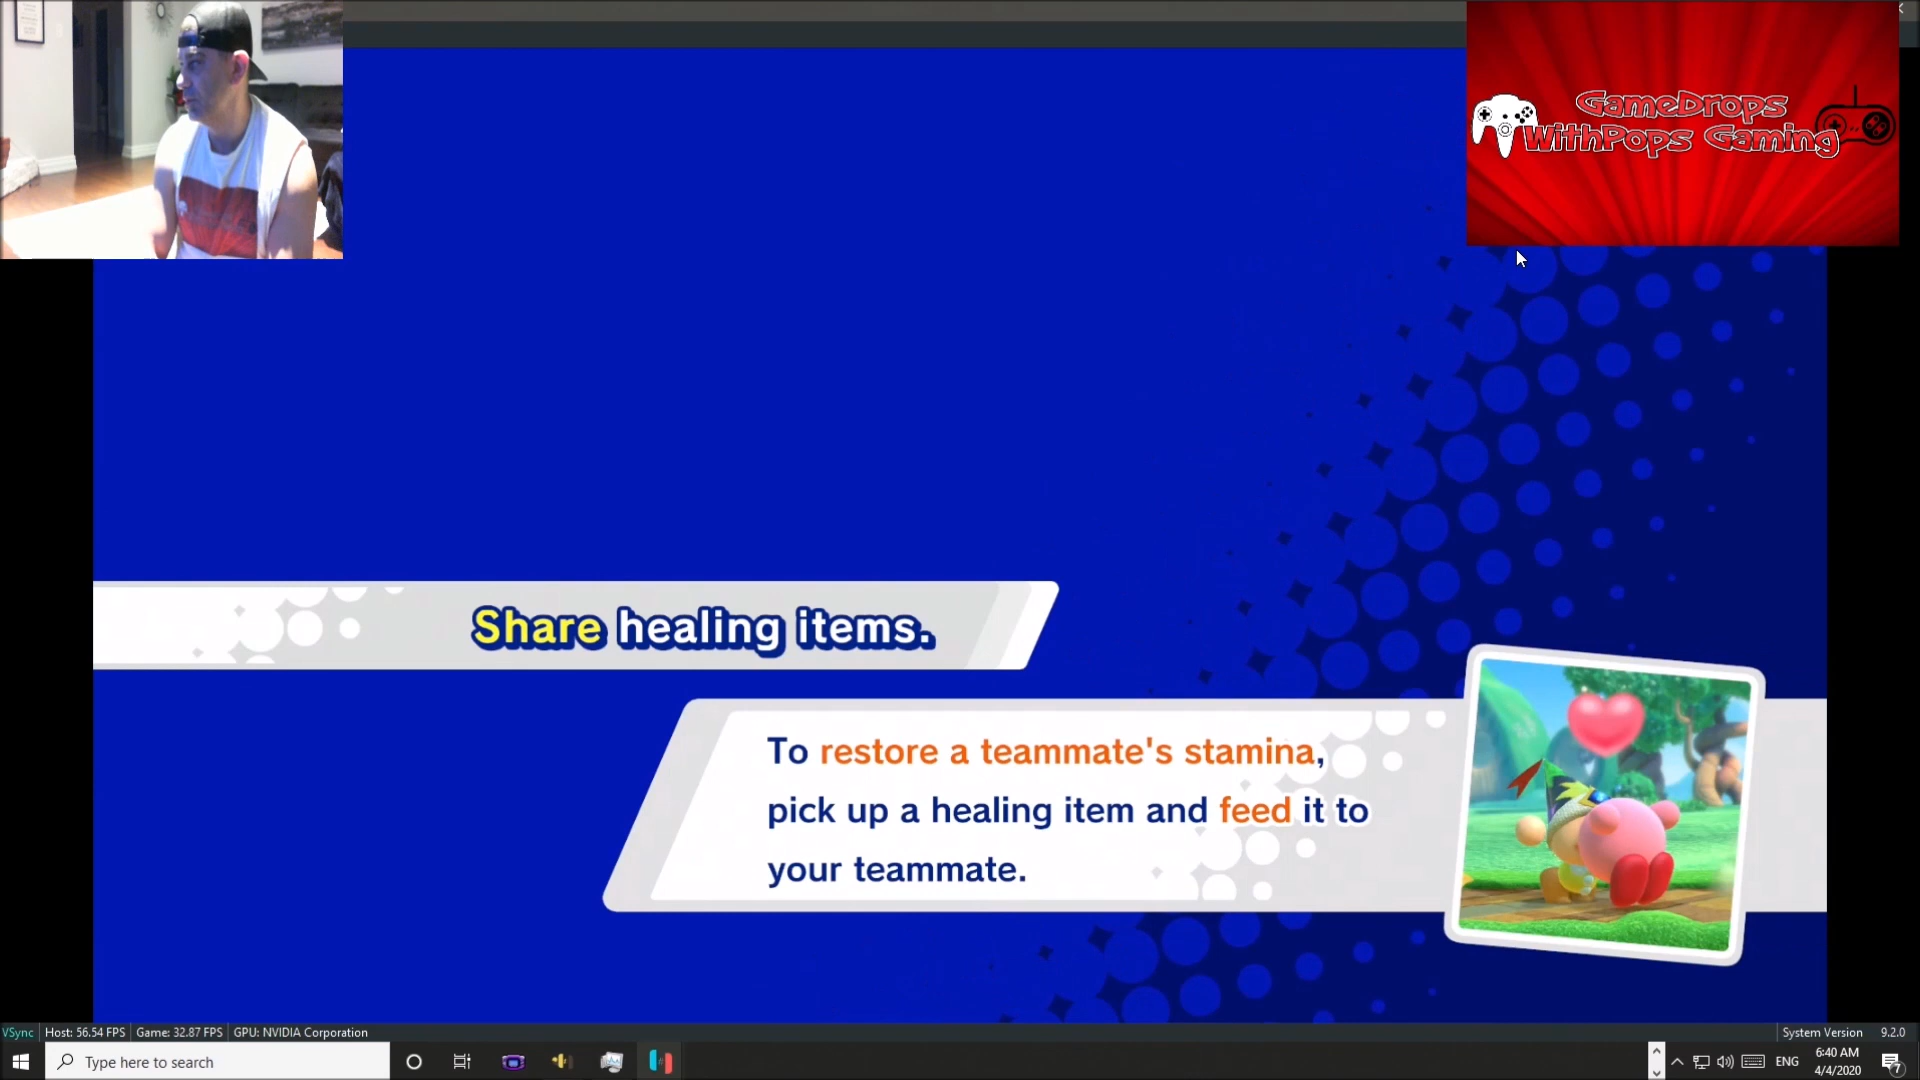 GameDrops
WithPops Gaming
Share healing items.
To restore a teammate's stamina,
pick up a healing item and feed it to
your teammate.
VSync Host: 56.54 FPS Game: 32.87 FPS GPU: NVIDIA Corporation System Version 9.2.0
Type here to search ENG 6:40 AM
4/4/2020 7